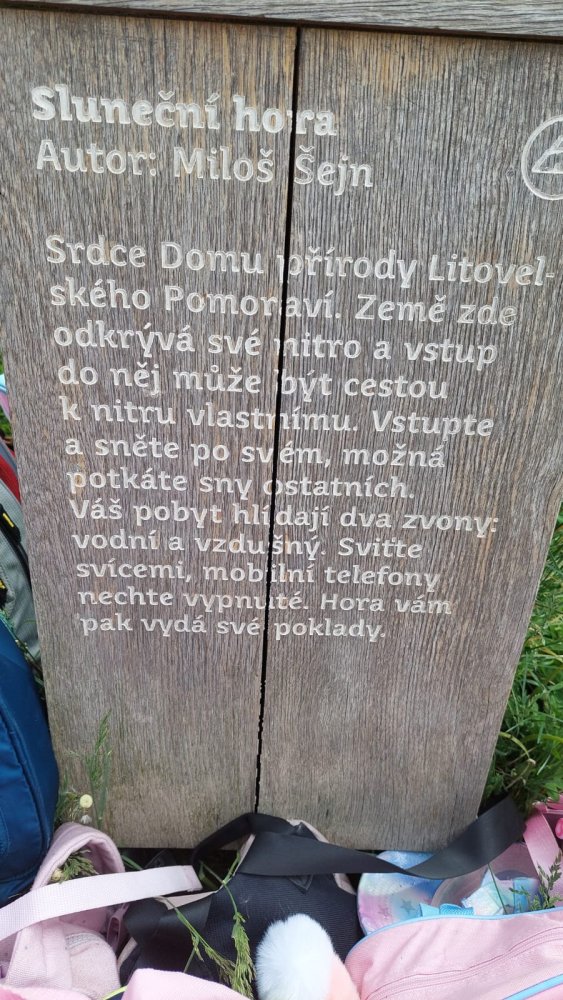 Sluneční hora
Autor: Miloš Šejn
Srdce Domu přírody Litovel-
ského Pomoraví. Země zde
odkrývá své nitro a vstup
do něj může být cestou
k nitru vlastnímu. Vstupte
a sněte po svém, možná
potkáte sny ostatních.
Váš pobyt hlídají dva zvony:
vodní a vzdušný. Sviťte
svícemi, mobilní telefony
nechte vypnuté. Hora vám
pak vydá své poklady.